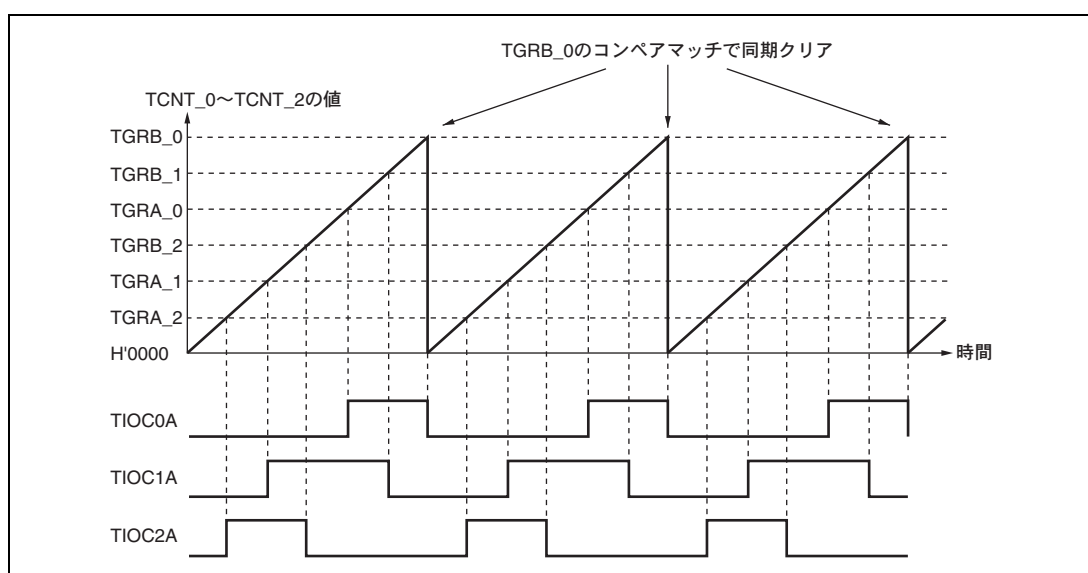 TGRB_0のコンペアマッチで同期クリア
TCNT_0～TCNT_2の値
TGRB_0
TGRB_1
TGRA_0
TGRB_2
TGRA_1
TGRA_2
H'0000
時間
TIOC0A
TIOC1A
TIOC2A